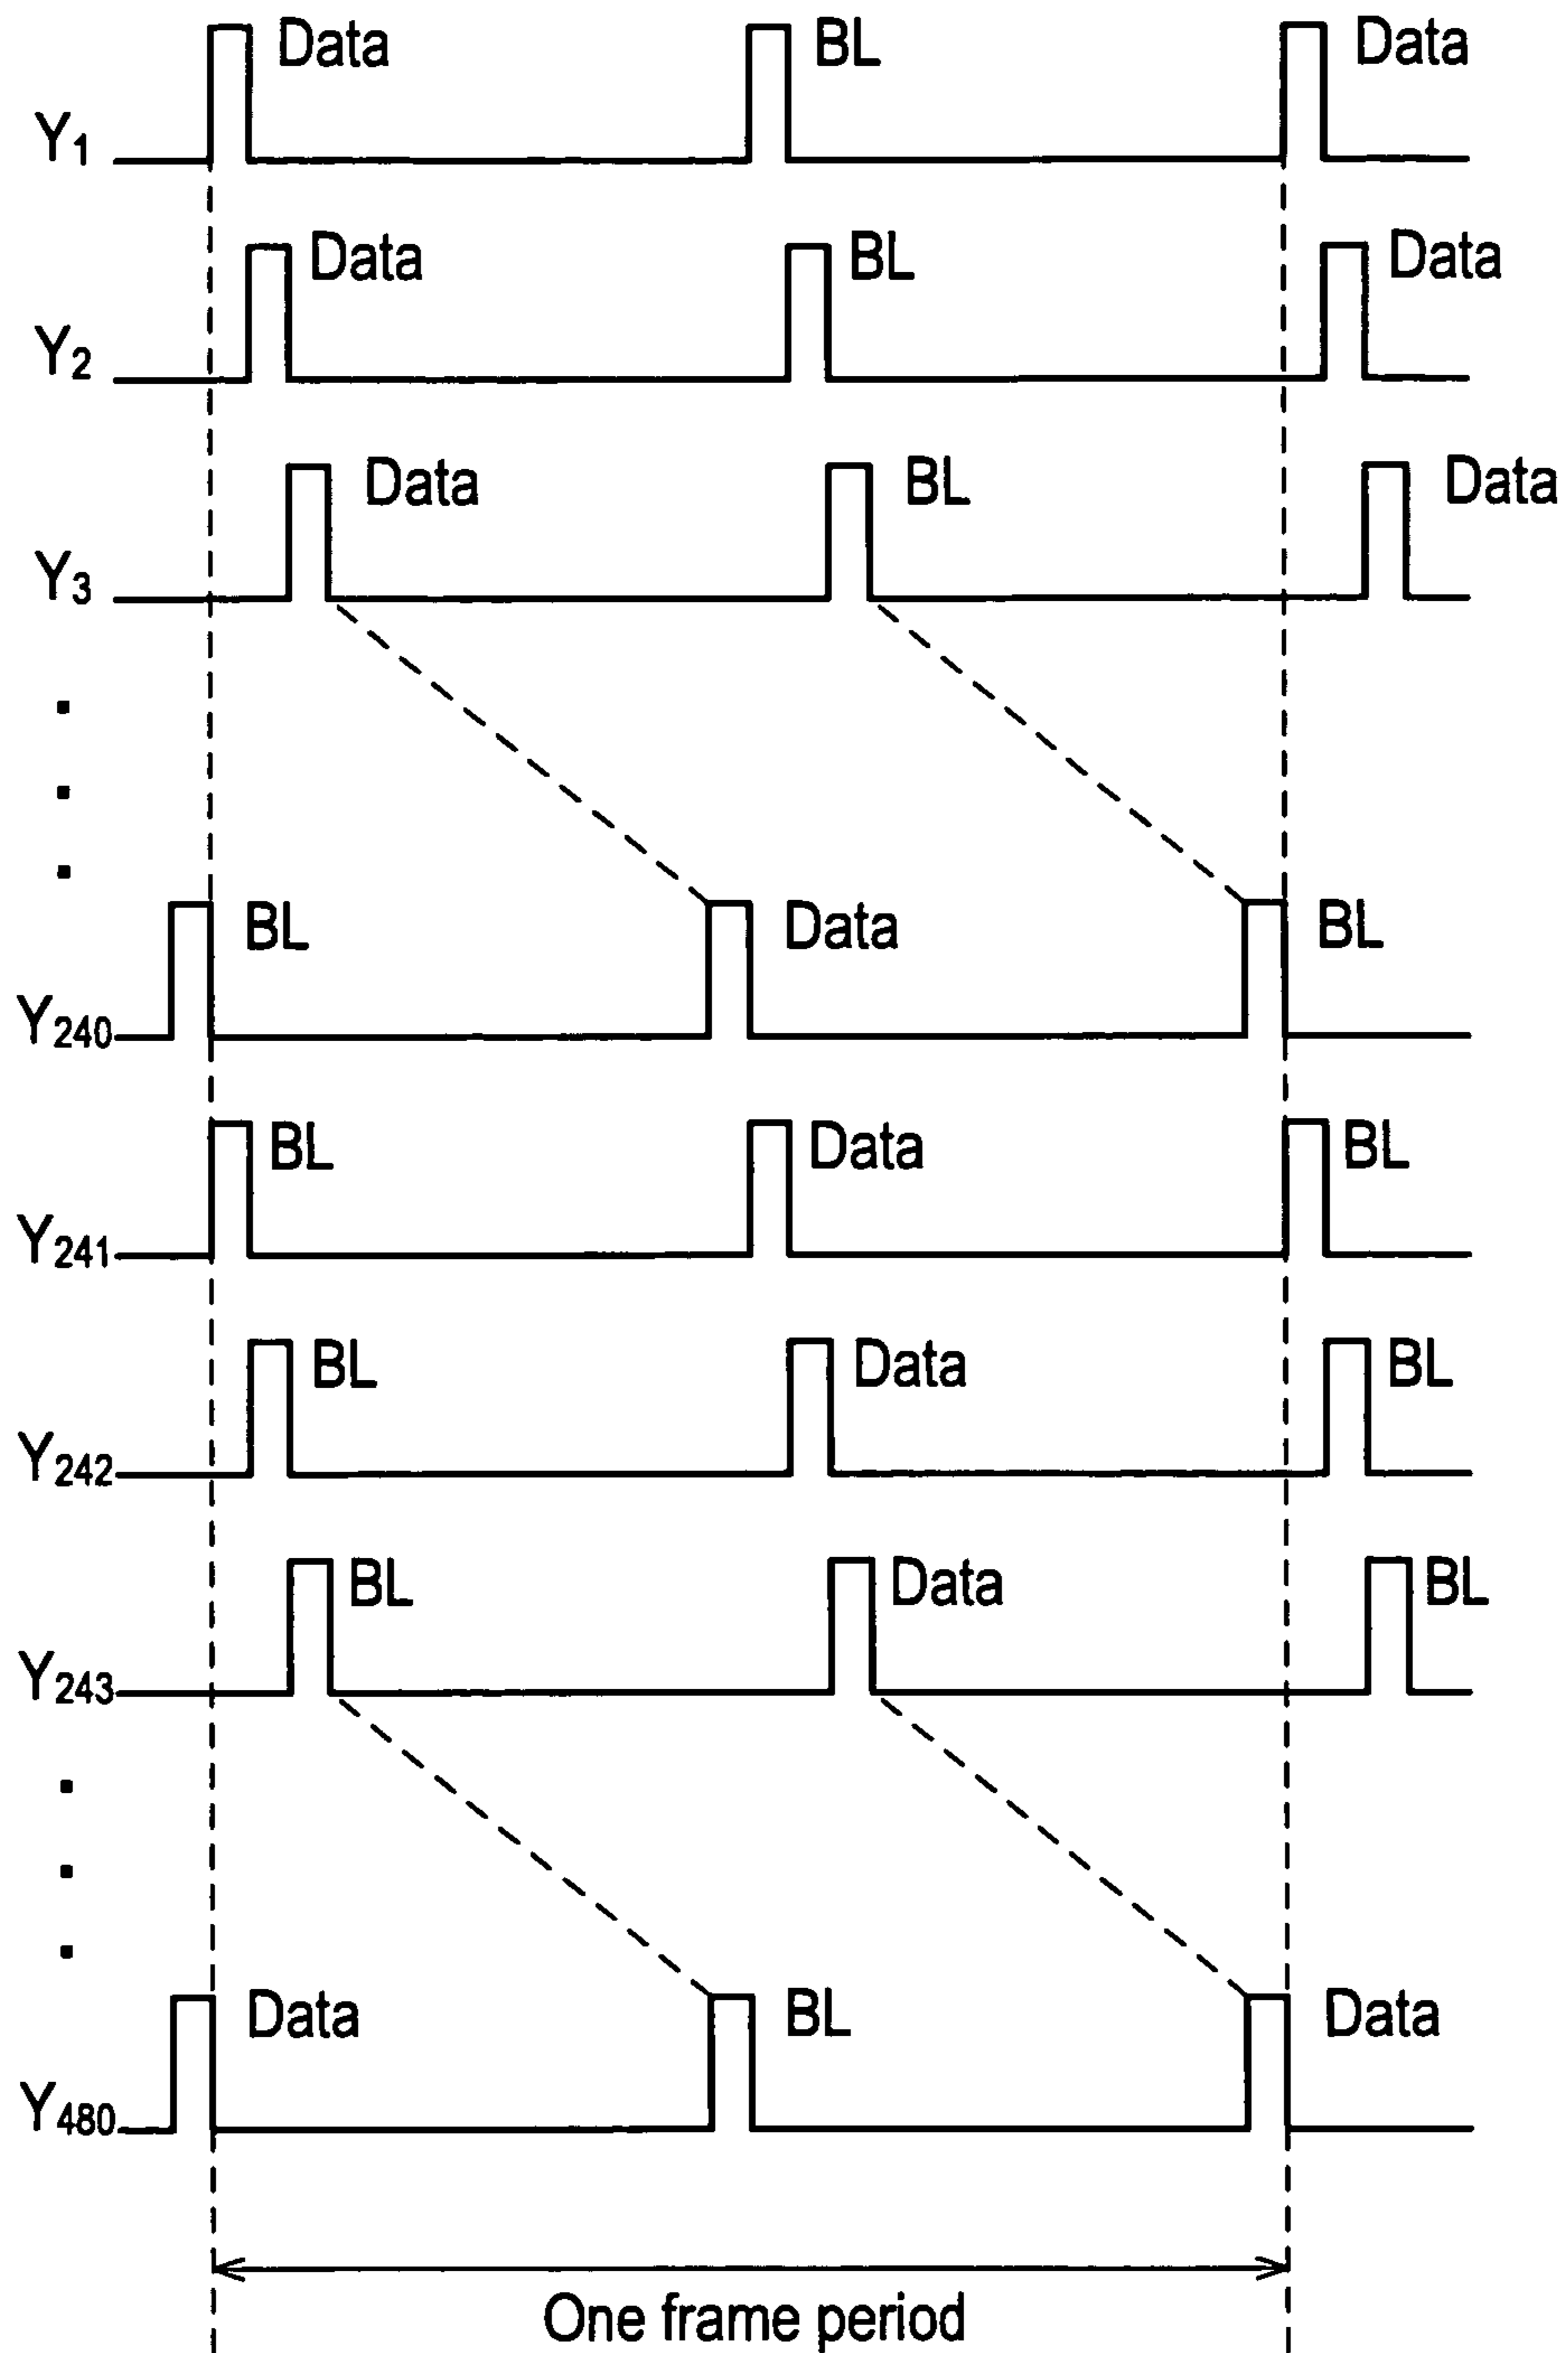 Data BL Data
Y1
Data BL Data
Y2
Data BL Data
Y3
BL Data BL
Y240
BL Data BL
Y241
BL Data BL
Y242
BL Data BL
Y243
Data BL Data
Y480
One frame period